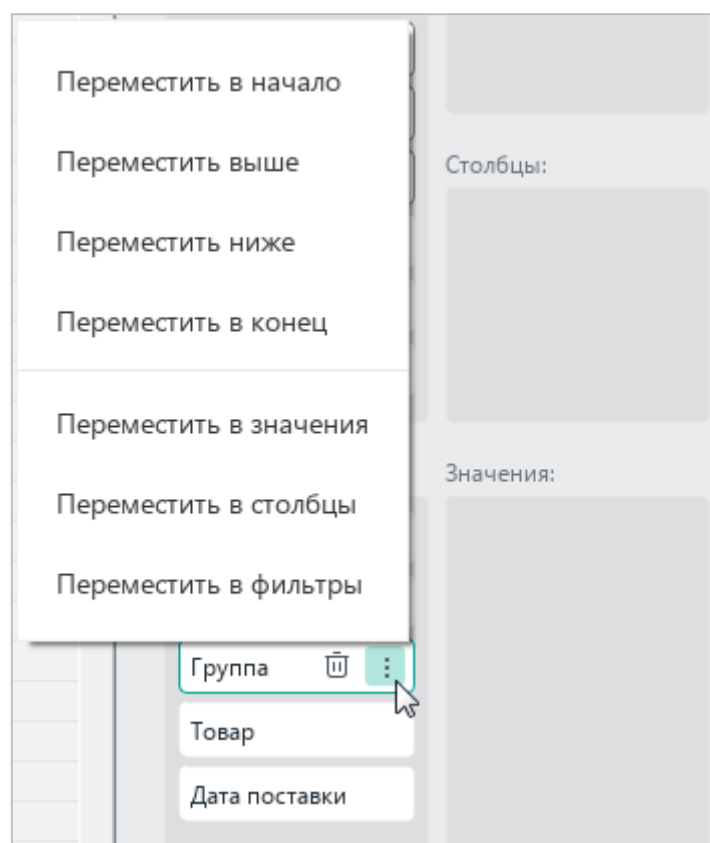 Переместить в начало
Переместить выше
Столбцы:
Переместить ниже
Переместить в конец
Переместить в значения
Значения:
Переместить в столбцы
Переместить в фильтры
Группа
Товар
Дата поставки